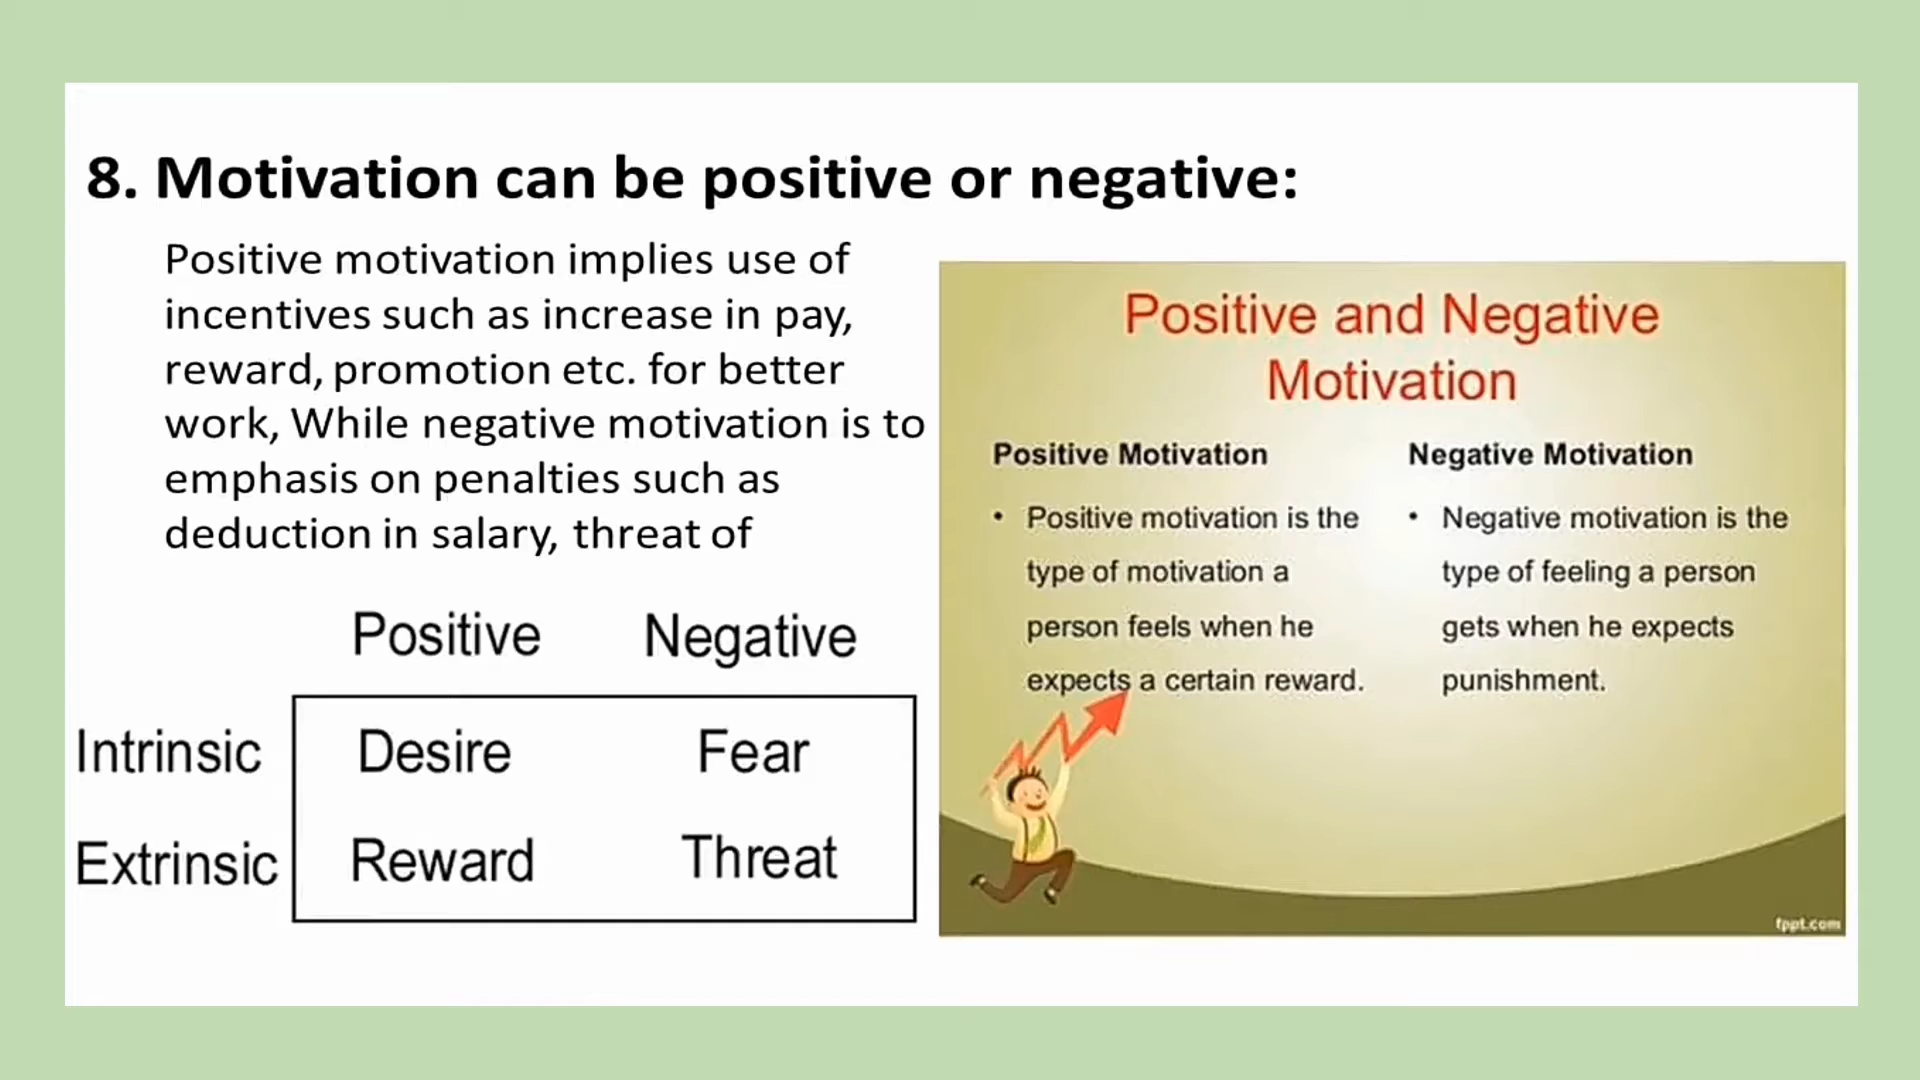 8. Motivation can be positive or negative:
Positive motivation implies use of
incentives such as increase in pay,
reward, promotion etc. for better
work, While negative motivation is to
emphasis on penalties such as
deduction in salary, threat of
Positive Negative
Intrinsic Desire Fear
Extrinsic Reward Threat
Positive and Negative
Motivation
Positive Motivation
• Positive motivation is the
type of motivation a
person feels when he
expects a certain reward.
Negative Motivation
• Negative motivation is the
type of feeling a person
gets when he expects
punishment.
fppt.com